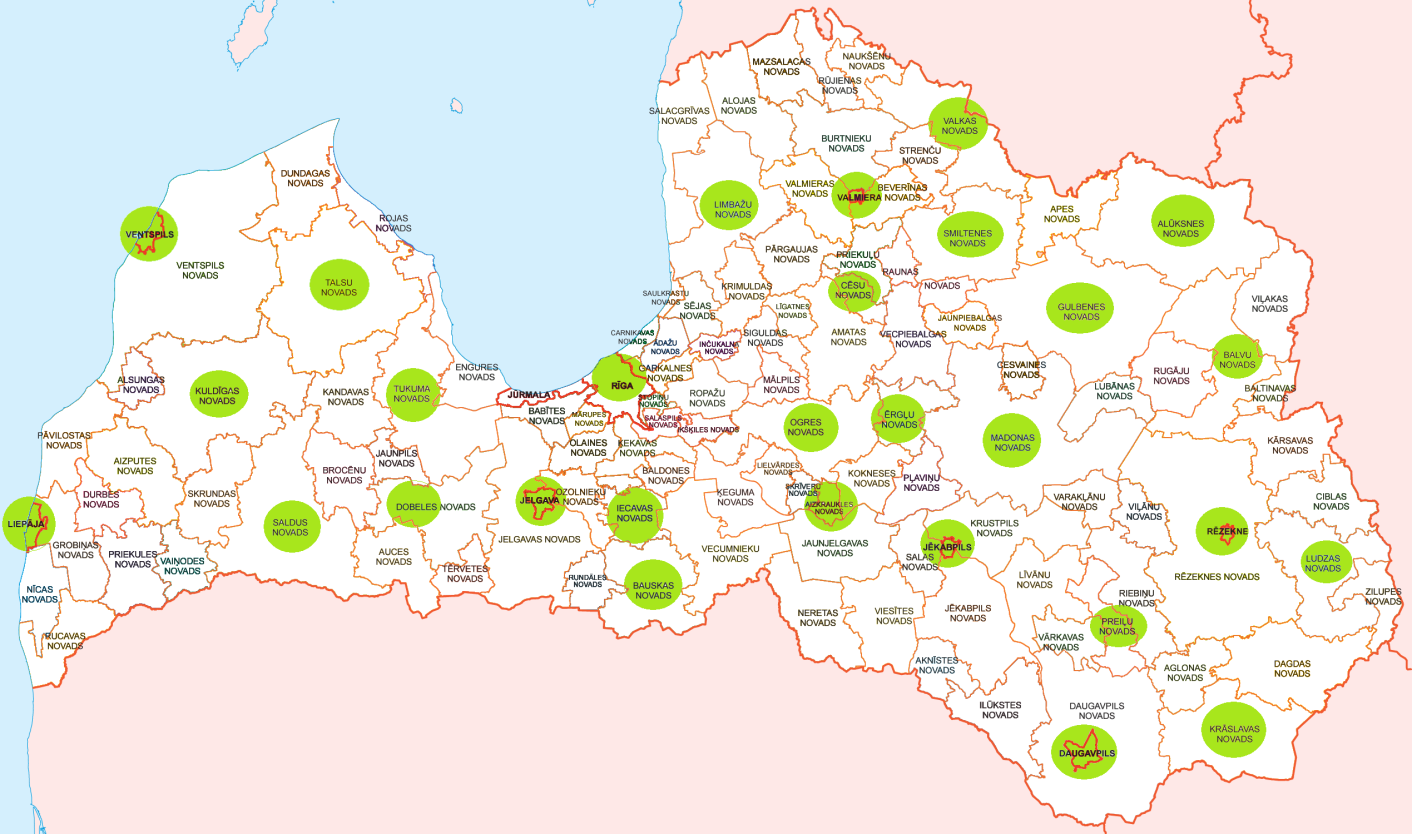 MAZSALACAS
NOVADS
NAUKŠĒNU
NOVADS
RŪJIENAS
NOVADS
ALOJAS
NOVADS
SALACGRĪVAS
NOVADS
VALKAS
NOVADS
BURTNIEKU
NOVADS
STRENČU
NOVADS
DUNDAGAS
NOVADS
VALMIERAS
NOVADS
VALMIERA
BEVERĪNAS
NOVADS
LIMBAŽU
NOVADS
APES
NOVADS
ALŪKSNES
NOVADS
ROJAS
NOVADS
VENTSPILS
SMILTENES
NOVADS
VENTSPILS
NOVADS
PĀRGAUJAS
NOVADS
PRIEKUĻU
NOVADS
RAUNAS
NOVADS
TALSU
NOVADS
CĒSU
NOVADS
KRIMULDAS
NOVADS
SAULKRASTU
NOVADS
SĒJAS
NOVADS
LĪGATNES
NOVADS
GULBENES
NOVADS
VIĻAKAS
NOVADS
JAUNPIEBALGAS
NOVADS
CARNIKAVAS
NOVADS
ĀDAŽU
NOVADS
INČUKALNA
NOVADS
SIGULDAS
NOVADS
AMATAS
NOVADS
VECPIEBALGAS
NOVADS
BALVU
NOVADS
ENGURES
NOVADS
GARKALNES
NOVADS
CESVAINES
NOVADS
RUGĀJU
NOVADS
ALSUNGAS
NOVADS
KULDĪGAS
NOVADS
KANDAVAS
NOVADS
TUKUMA
NOVADS
JŪRMALA
RĪGA
MĀLPILS
NOVADS
LUBĀNAS
NOVADS
BALTINAVAS
NOVADS
ROPAŽU
NOVADS
STOPIŅU
NOVADS
BABĪTES
NOVADS
MĀRUPES
NOVADS
SALASPILS
NOVADS
IKŠĶILES NOVADS
OGRES
NOVADS
ĒRGĻU
NOVADS
MADONAS
NOVADS
PĀVILOSTAS
NOVADS
OLAINES
NOVADS
ĶEKAVAS
NOVADS
KĀRSAVAS
NOVADS
AIZPUTES
NOVADS
JAUNPILS
NOVADS
BROCĒNU
NOVADS
BALDONES
NOVADS
LIELVĀRDES
NOVADS
KOKNESES
NOVADS
PĻAVIŅU
NOVADS
DURBES
NOVADS
SKRUNDAS
NOVADS
DOBELES NOVADS
JELGAVA
OZOLNIEKU
NOVADS
ĶEGUMA
NOVADS
AIZKRAUKLES
NOVADS
VARAKĻĀNU
NOVADS
VIĻĀNU
NOVADS
CIBLAS
NOVADS
IECAVAS
NOVADS
LIEPĀJA
SALDUS
NOVADS
KRUSTPILS
NOVADS
RĒZEKNE
GROBIŅAS
NOVADS
PRIEKULES
NOVADS
VAIŅODES
NOVADS
AUCES
NOVADS
JELGAVAS NOVADS
VECUMNIEKU
NOVADS
JAUNJELGAVAS
NOVADS
JĒKABPILS
SALAS
NOVADS
LUDZAS
NOVADS
TĒRVETES
NOVADS
RUNDĀLES
NOVADS
BAUSKAS
NOVADS
LĪVĀNU
NOVADS
RĒZEKNES NOVADS
NĪCAS
NOVADS
RIEBIŅU
NOVADS
ZILUPES
NOVADS
NERETAS
NOVADS
VIESĪTES
NOVADS
JĒKABPILS
NOVADS
PREIĻU
NOVADS
RUCAVAS
NOVADS
VĀRKAVAS
NOVADS
AKNĪSTES
NOVADS
AGLONAS
NOVADS
DAGDAS
NOVADS
ILŪKSTES
NOVADS
DAUGAVPILS
NOVADS
KRĀSLAVAS
NOVADS
DAUGAVPILS